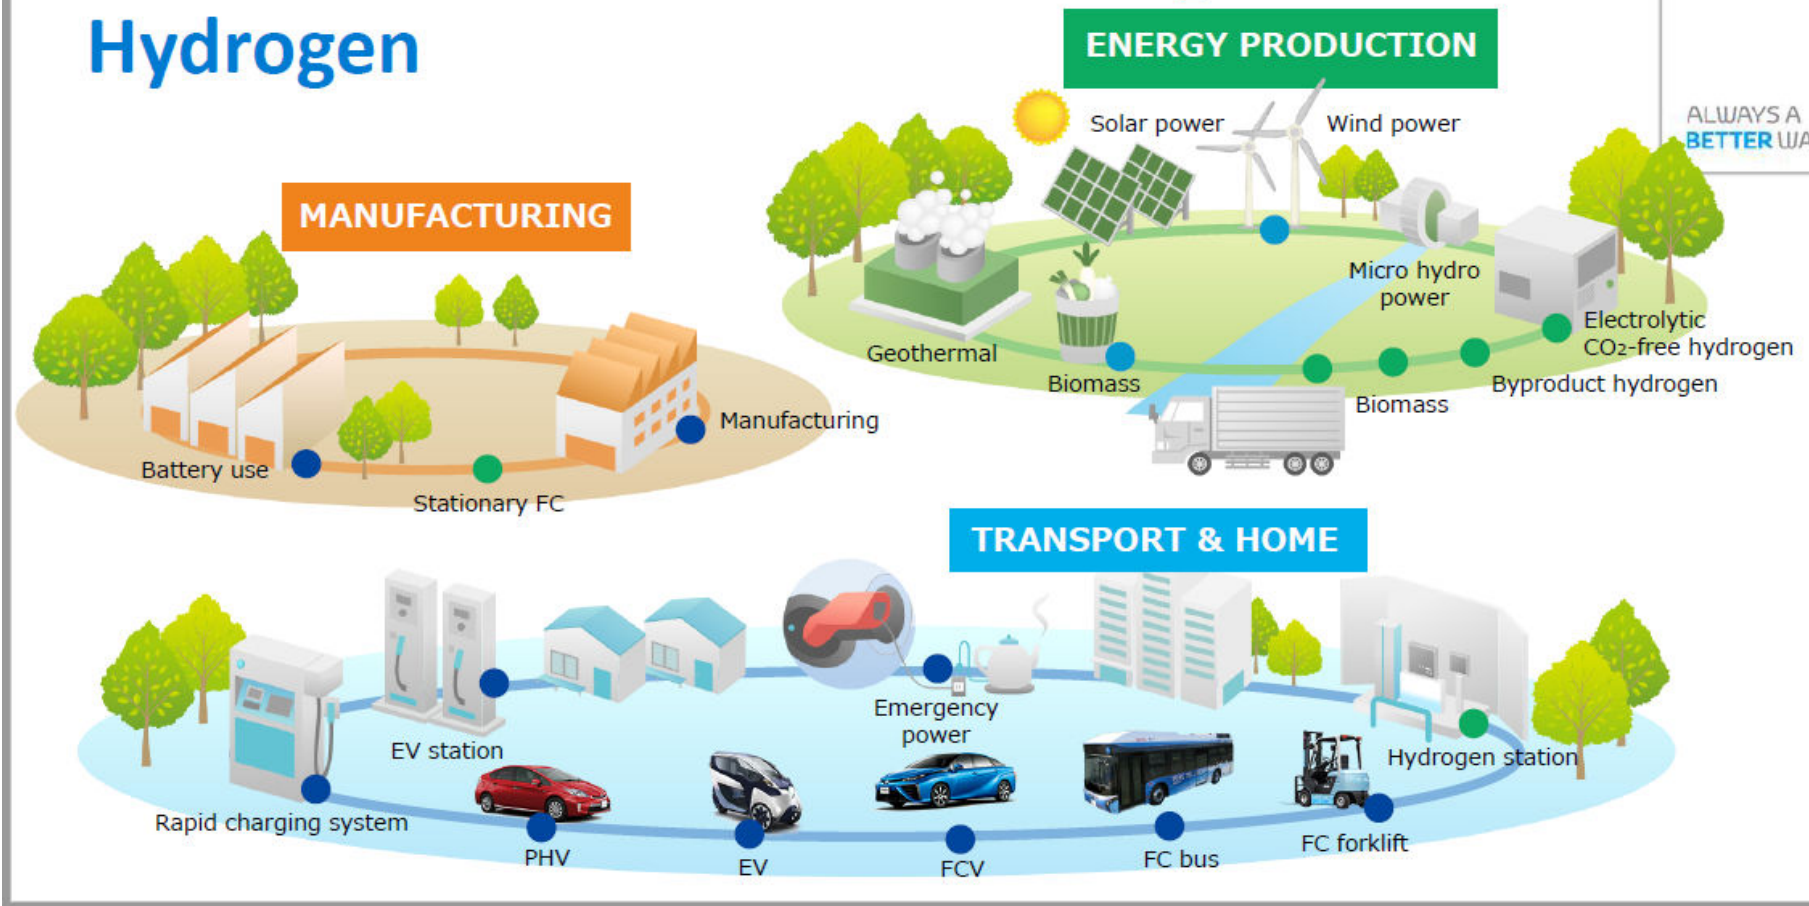 Hydrogen
ENERGY PRODUCTION
Solar power
Wind power
ALWAYS A
BETTER
MANUFACTURING
Micro hydro
power
Electrolytic
CO₂-free hydrogen
Geothermal
Biomass
Byproduct hydrogen
Biomass
Manufacturing
Battery use
Stationary FC
TRANSPORT & HOME
Emergency
power
EV station
Hydrogen station
Rapid charging system
PHV
EV
FCV
FC bus
FC forklift